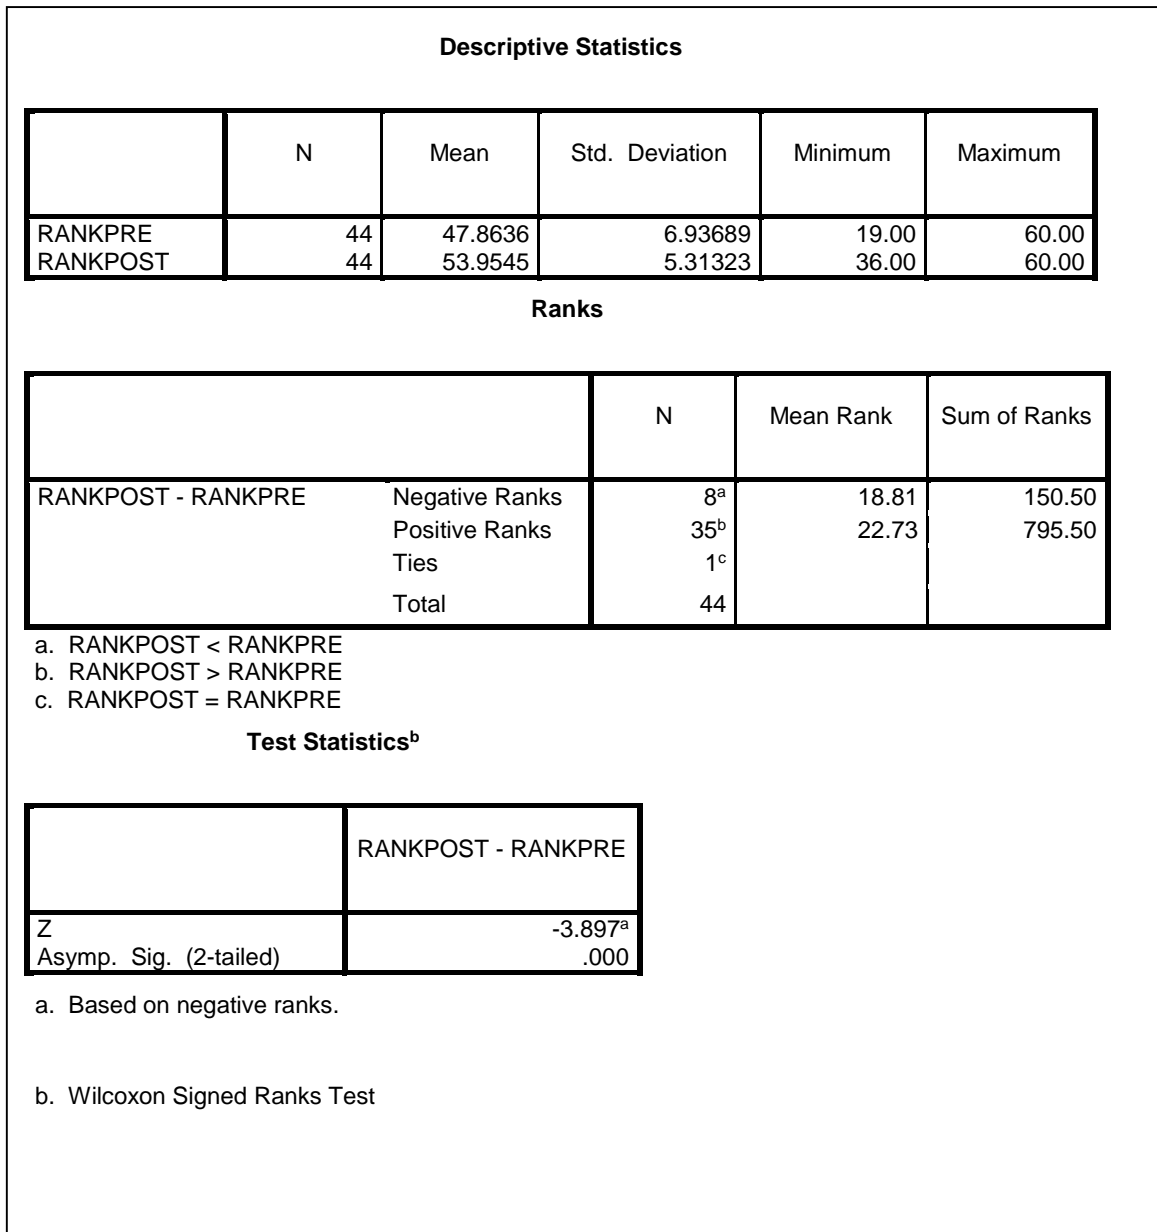 Descriptive Statistics
N Mean Std. Deviation Minimum Maximum
RANKPRE 44 47.8636 6.93689 19.00 60.00
RANKPOST 44 53.9545 5.31323 36.00 60.00
Ranks
N Mean Rank Sum of Ranks
RANKPOST - RANKPRE Negative Ranks 8a 18.81 150.50
Positive Ranks 35b 22.73 795.50
Ties 1c
Total 44
a. RANKPOST < RANKPRE
b. RANKPOST > RANKPRE
c. RANKPOST = RANKPRE
Test Statisticsb
RANKPOST - RANKPRE
Z -3.897a
Asymp. Sig. (2-tailed) .000
a. Based on negative ranks.
b. Wilcoxon Signed Ranks Test